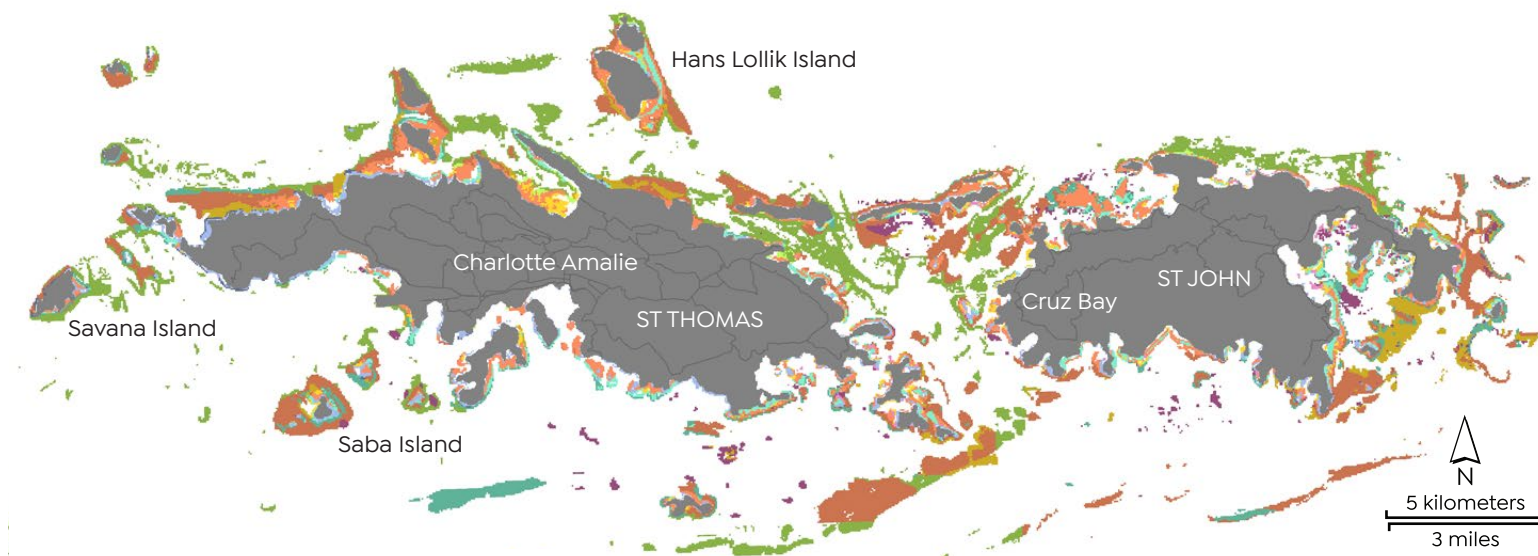 Hans Lollik Island
Charlotte Amalie
ST JOHN
Cruz Bay
ST THOMAS
Savana Island
Saba Island
N
5 kilometers
3 miles